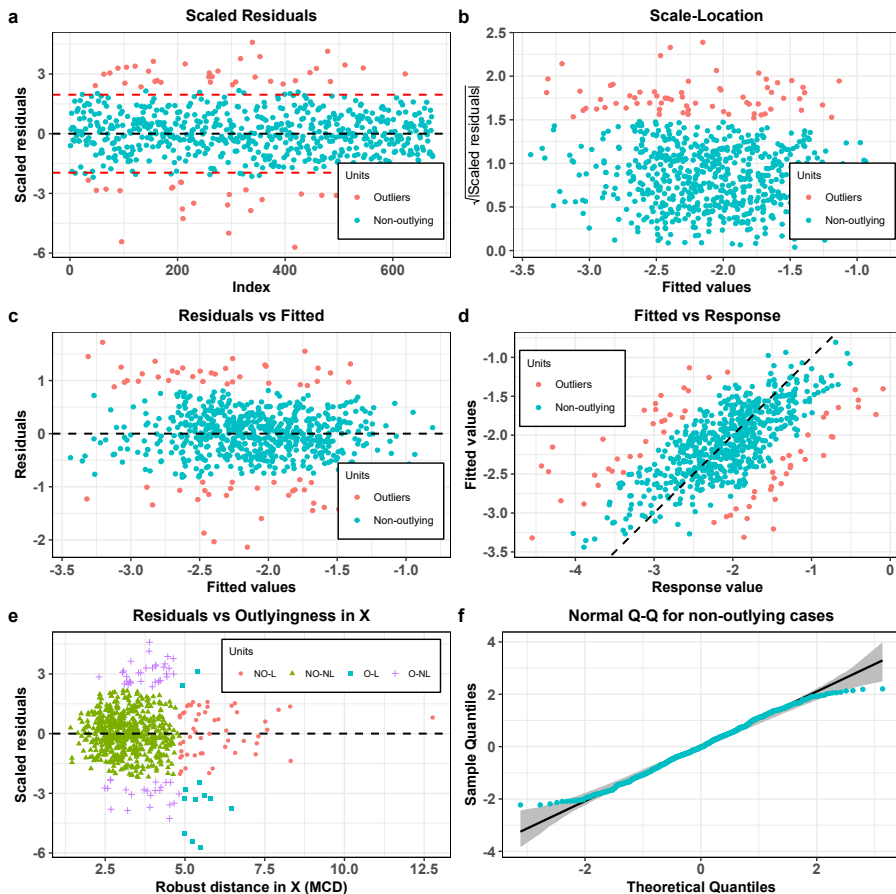 a
Scaled Residuals
Scaled residuals
3
0
-3
-6
0
200
400
600
Index
Units
Outliers
Non-outlying
b
Scale-Location
√|Scaled residuals|
2.5
2.0
1.5
1.0
0.5
0.0
-3.5
-3.0
-2.5
-2.0
-1.5
-1.0
Fitted values
Units
Outliers
Non-outlying
c
Residuals vs Fitted
Residuals
1
0
-1
-2
-3.5
-3.0
-2.5
-2.0
-1.5
-1.0
Fitted values
Units
Outliers
Non-outlying
d
Fitted vs Response
Fitted values
-1.0
-1.5
-2.0
-2.5
-3.0
-3.5
-4
-3
-2
-1
0
Response value
Units
Outliers
Non-outlying
e
Residuals vs Outlyingness in X
Scaled residuals
3
0
-3
-6
2.5
5.0
7.5
10.0
12.5
Robust distance in X (MCD)
Units
NO-L NO-NL O-L O-NL
f
Normal Q-Q for non-outlying cases
Sample Quantiles
4
2
0
-2
-4
-2
0
2
Theoretical Quantiles